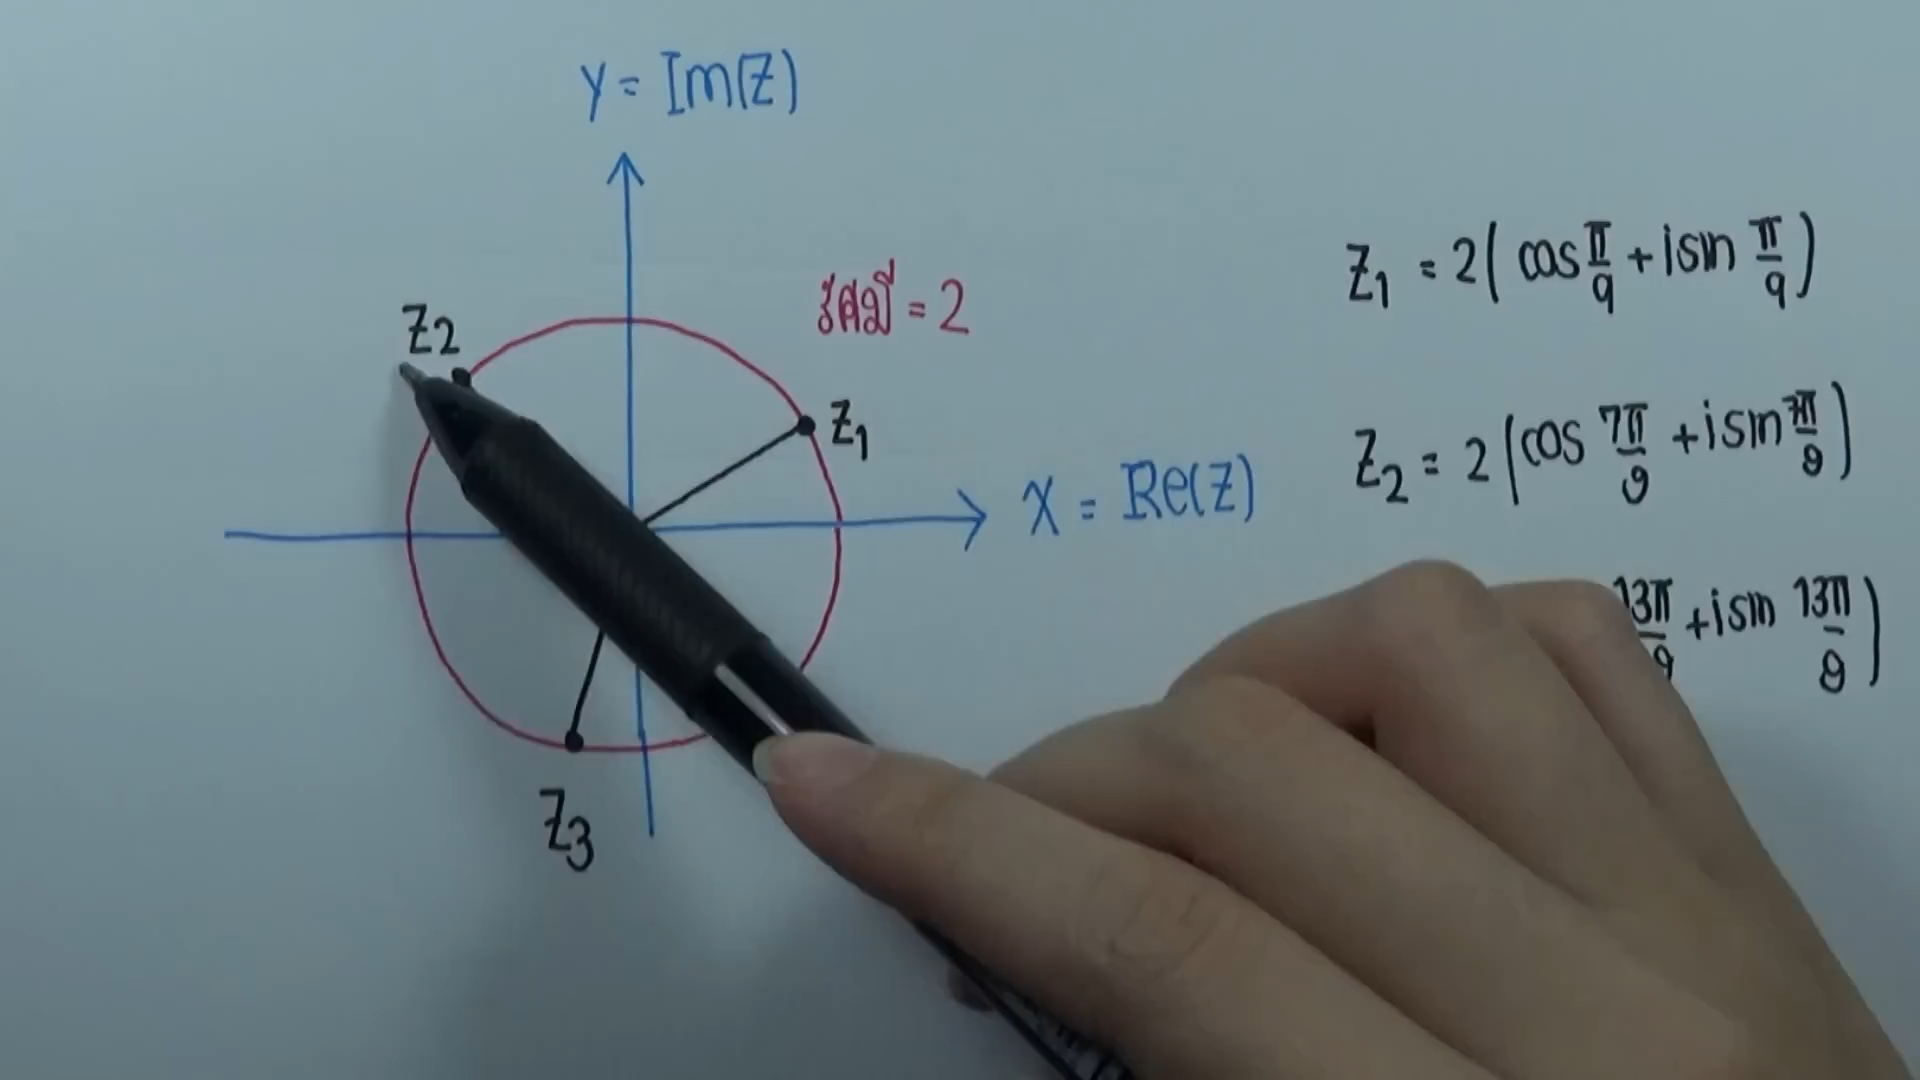 Y = Im(Z)
รัศมี = 2
Z2
Z1
X = Re(Z)
Z3
Z1 = 2( cos π/9 + isin π/9 )
Z2 = 2 (cos 7π/9 + isin 7π/9 )
13π/9 + isin 13π/9 )